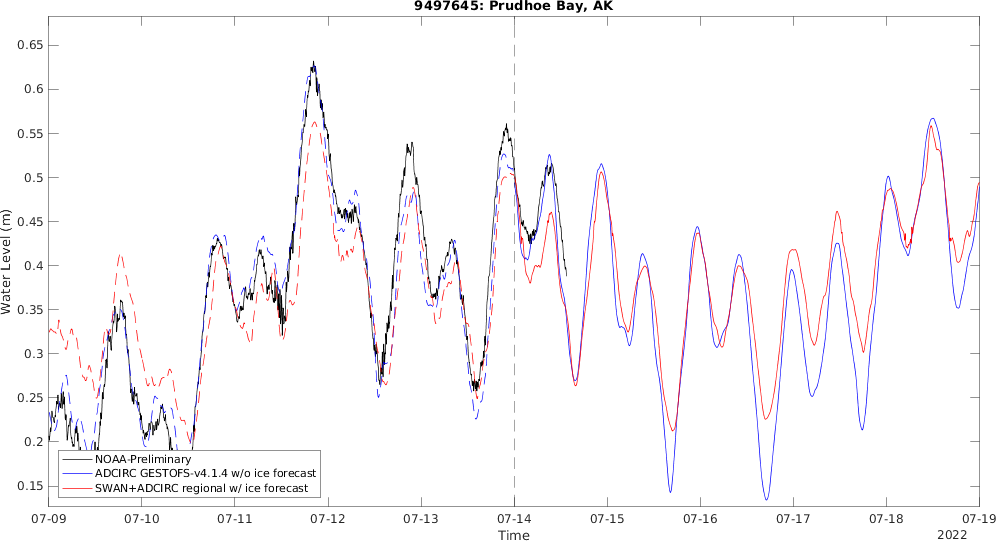 9497645: Prudhoe Bay, AK
Water Level (m)
0.65
0.6
0.55
0.5
0.45
0.4
0.35
0.3
0.25
0.2
0.15
NOAA-Preliminary
ADCIRC GESTOFS-v4.1.4 w/o ice forecast
SWAN+ADCIRC regional w/ ice forecast
07-09 07-10 07-11 07-12 07-13 07-14 07-15 07-16 07-17 07-18 07-19
Time
2022